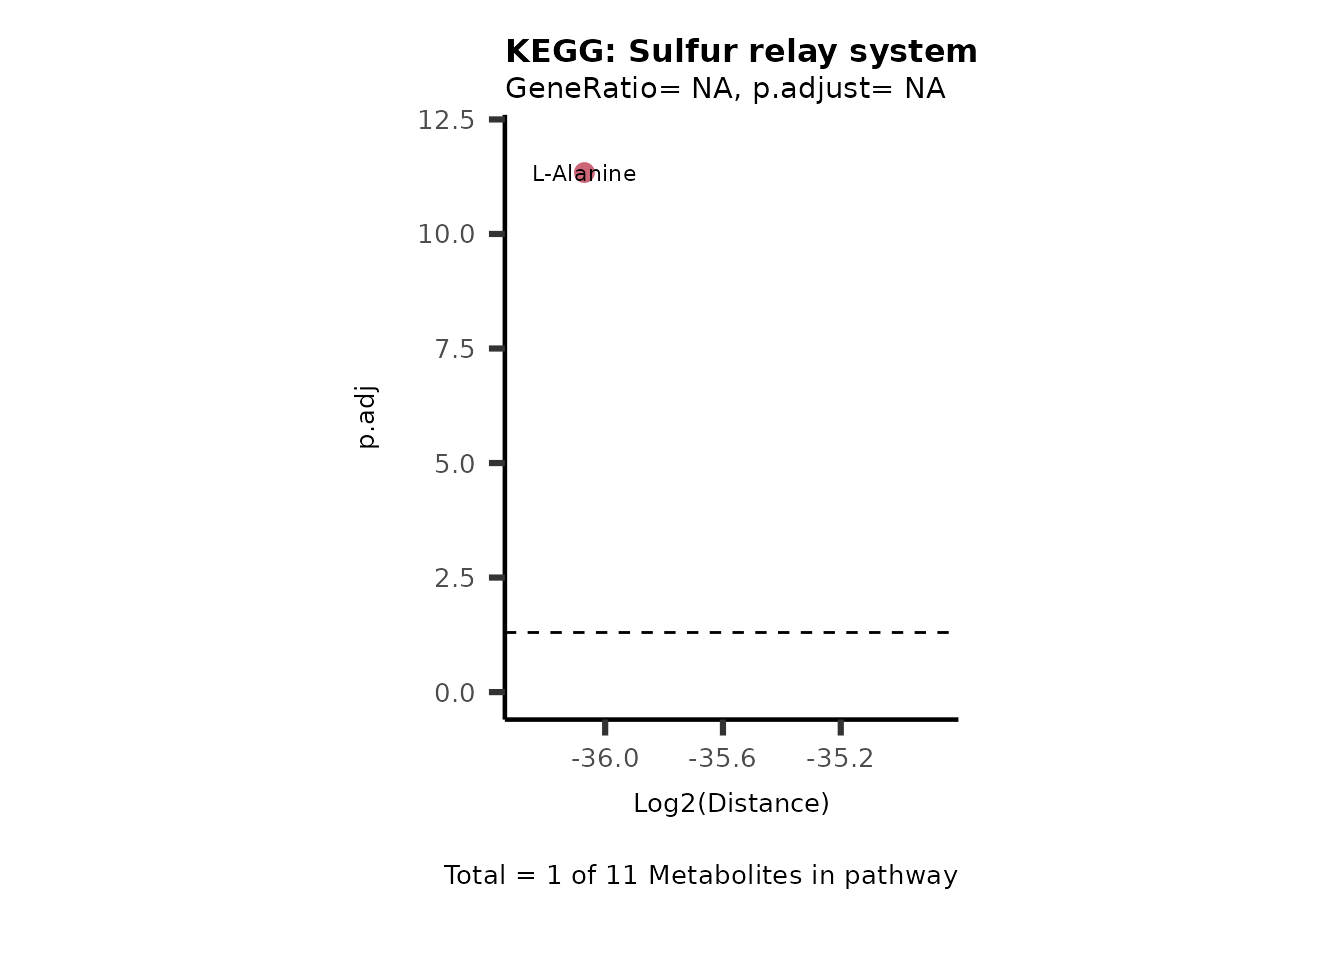 KEGG: Sulfur relay system
GeneRatio= NA, p.adjust= NA
12.5
L-Alanine
10.0
7.5
p.adj
5.0
2.5
0.0
-36.0
-35.6
-35.2
Log2(Distance)
Total = 1 of 11 Metabolites in pathway